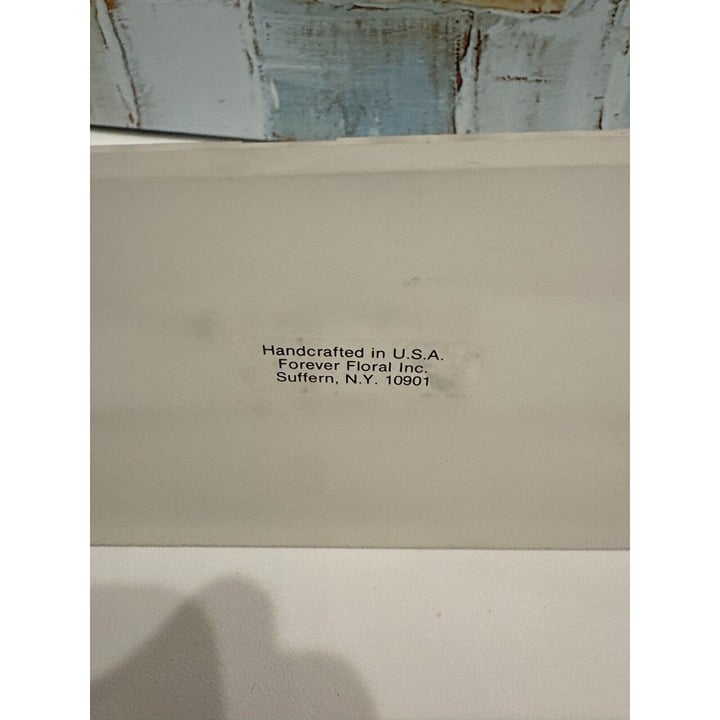 Handcrafted in U.S.A.
Forever Floral Inc.
Suffern, N.Y. 10901